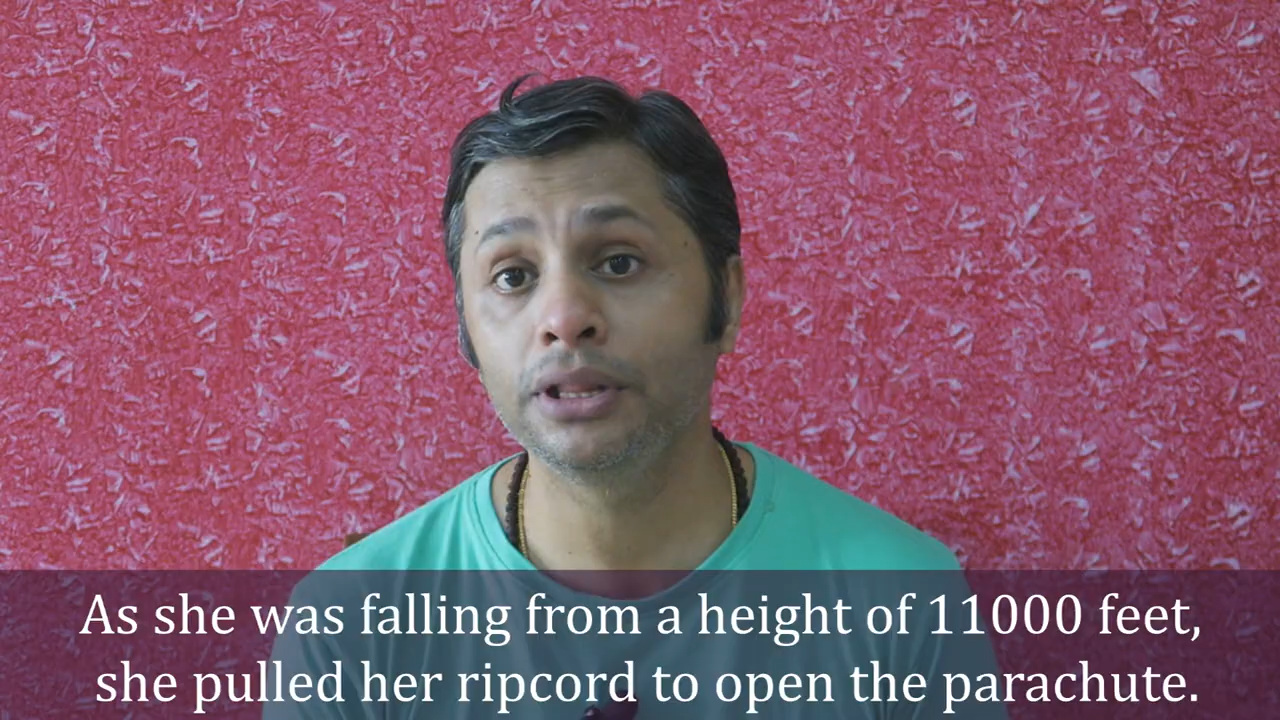 As she was falling from a height of 11000 feet,
she pulled her ripcord to open the parachute.